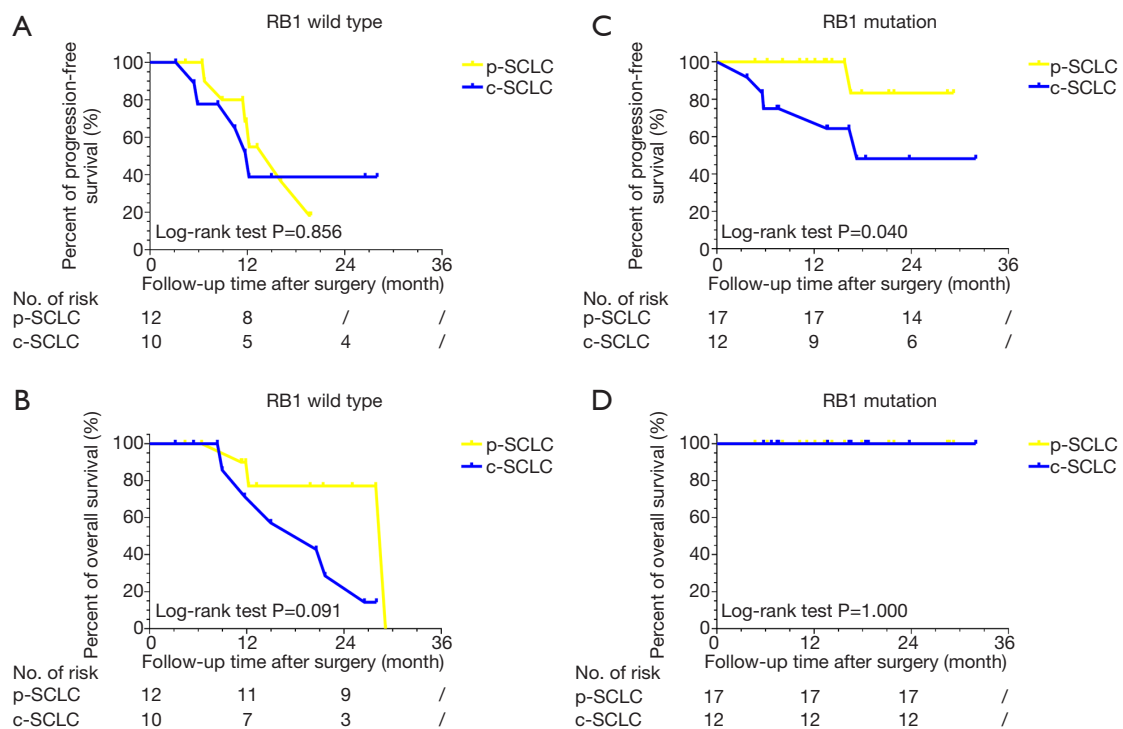 A
RB1 wild type
p-SCLC
c-SCLC
Percent of progression-free
survival (%)
100
80
60
40
20
0
Log-rank test P=0.856
0 12 24 36
Follow-up time after surgery (month)
No. of risk
p-SCLC 12 8 / /
c-SCLC 10 5 4 /
C
RB1 mutation
p-SCLC
c-SCLC
Percent of progression-free
survival (%)
100
80
60
40
20
0
Log-rank test P=0.040
0 12 24 36
Follow-up time after surgery (month)
No. of risk
p-SCLC 17 17 14 /
c-SCLC 12 9 6 /
B
RB1 wild type
p-SCLC
c-SCLC
Percent of overall survival (%)
100
80
60
40
20
0
Log-rank test P=0.091
0 12 24 36
Follow-up time after surgery (month)
No. of risk
p-SCLC 12 11 9 /
c-SCLC 10 7 3 /
D
RB1 mutation
p-SCLC
c-SCLC
Percent of overall survival (%)
100
80
60
40
20
0
Log-rank test P=1.000
0 12 24 36
Follow-up time after surgery (month)
No. of risk
p-SCLC 17 17 17 /
c-SCLC 12 12 12 /